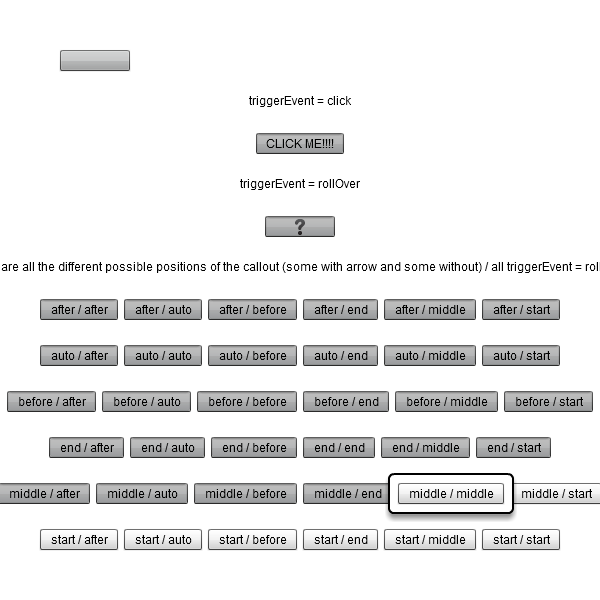 triggerEvent = click
CLICK ME!!!!
triggerEvent = rollOver
?
are all the different possible positions of the callout (some with arrow and some without) / all triggerEvent =
after / after after / auto after / before after / end after / middle after / start
auto / after auto / auto auto / before auto / end auto / middle auto / start
before / after before / auto before / before before / end before / middle before / start
end / after end / auto end / before end / end end / middle end / start
middle / after middle / auto middle / before middle / end middle / middle middle / start
start / after start / auto start / before start / end start / middle start / start